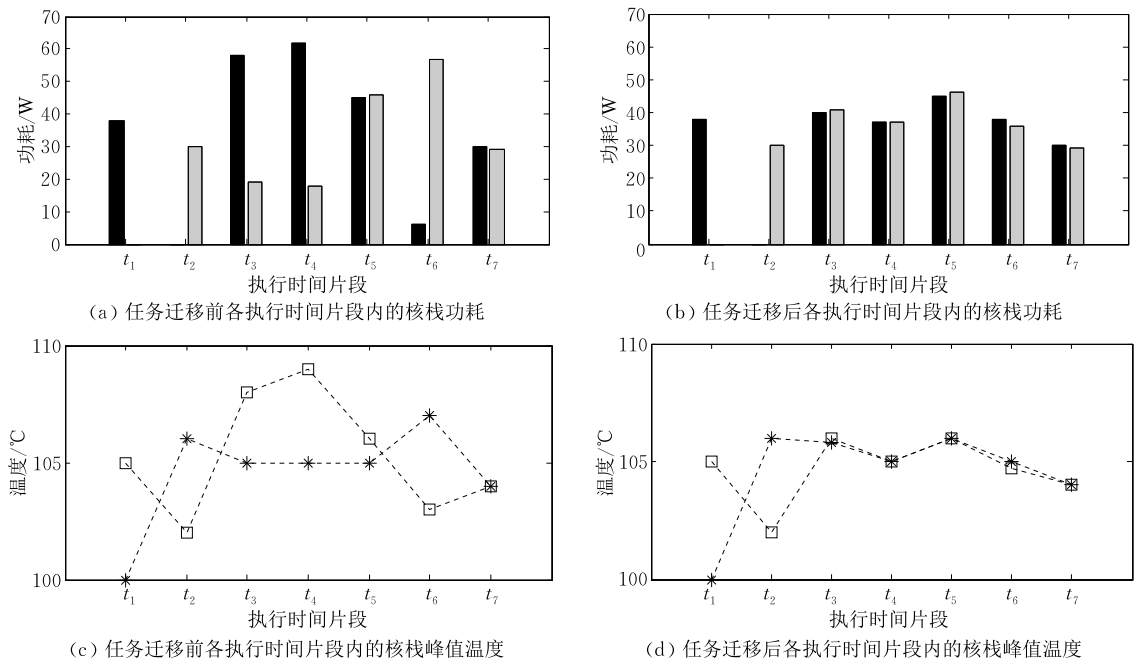 70
60
50
40
30
20
10
0
功耗/W
t1 t2 t3 t4 t5 t6 t7
执行时间片段
(a) 任务迁移前各执行时间片段内的核栈功耗
70
60
50
40
30
20
10
0
功耗/W
t1 t2 t3 t4 t5 t6 t7
执行时间片段
(b) 任务迁移后各执行时间片段内的核栈功耗
110
105
100
温度/℃
t1 t2 t3 t4 t5 t6 t7
执行时间片段
(c) 任务迁移前各执行时间片段内的核栈峰值温度
110
105
100
温度/℃
t1 t2 t3 t4 t5 t6 t7
执行时间片段
(d) 任务迁移后各执行时间片段内的核栈峰值温度